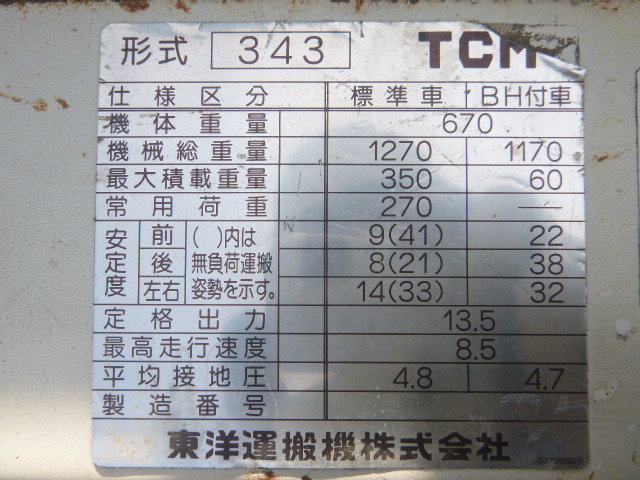 形式 343 TCM
仕様区分 標準車 BH付車
機体重量 670
機械総重量 1270 1170
最大積載重量 350 60
常用荷重 270 —
安定度 前 ( )内は 9(41) 22
後 無負荷運搬 8(21) 38
左右 姿勢を示す。 14(33) 32
定格出力 13.5
最高走行速度 8.5
平均接地圧 4.8 4.7
製造番号
東洋運搬機株式会社